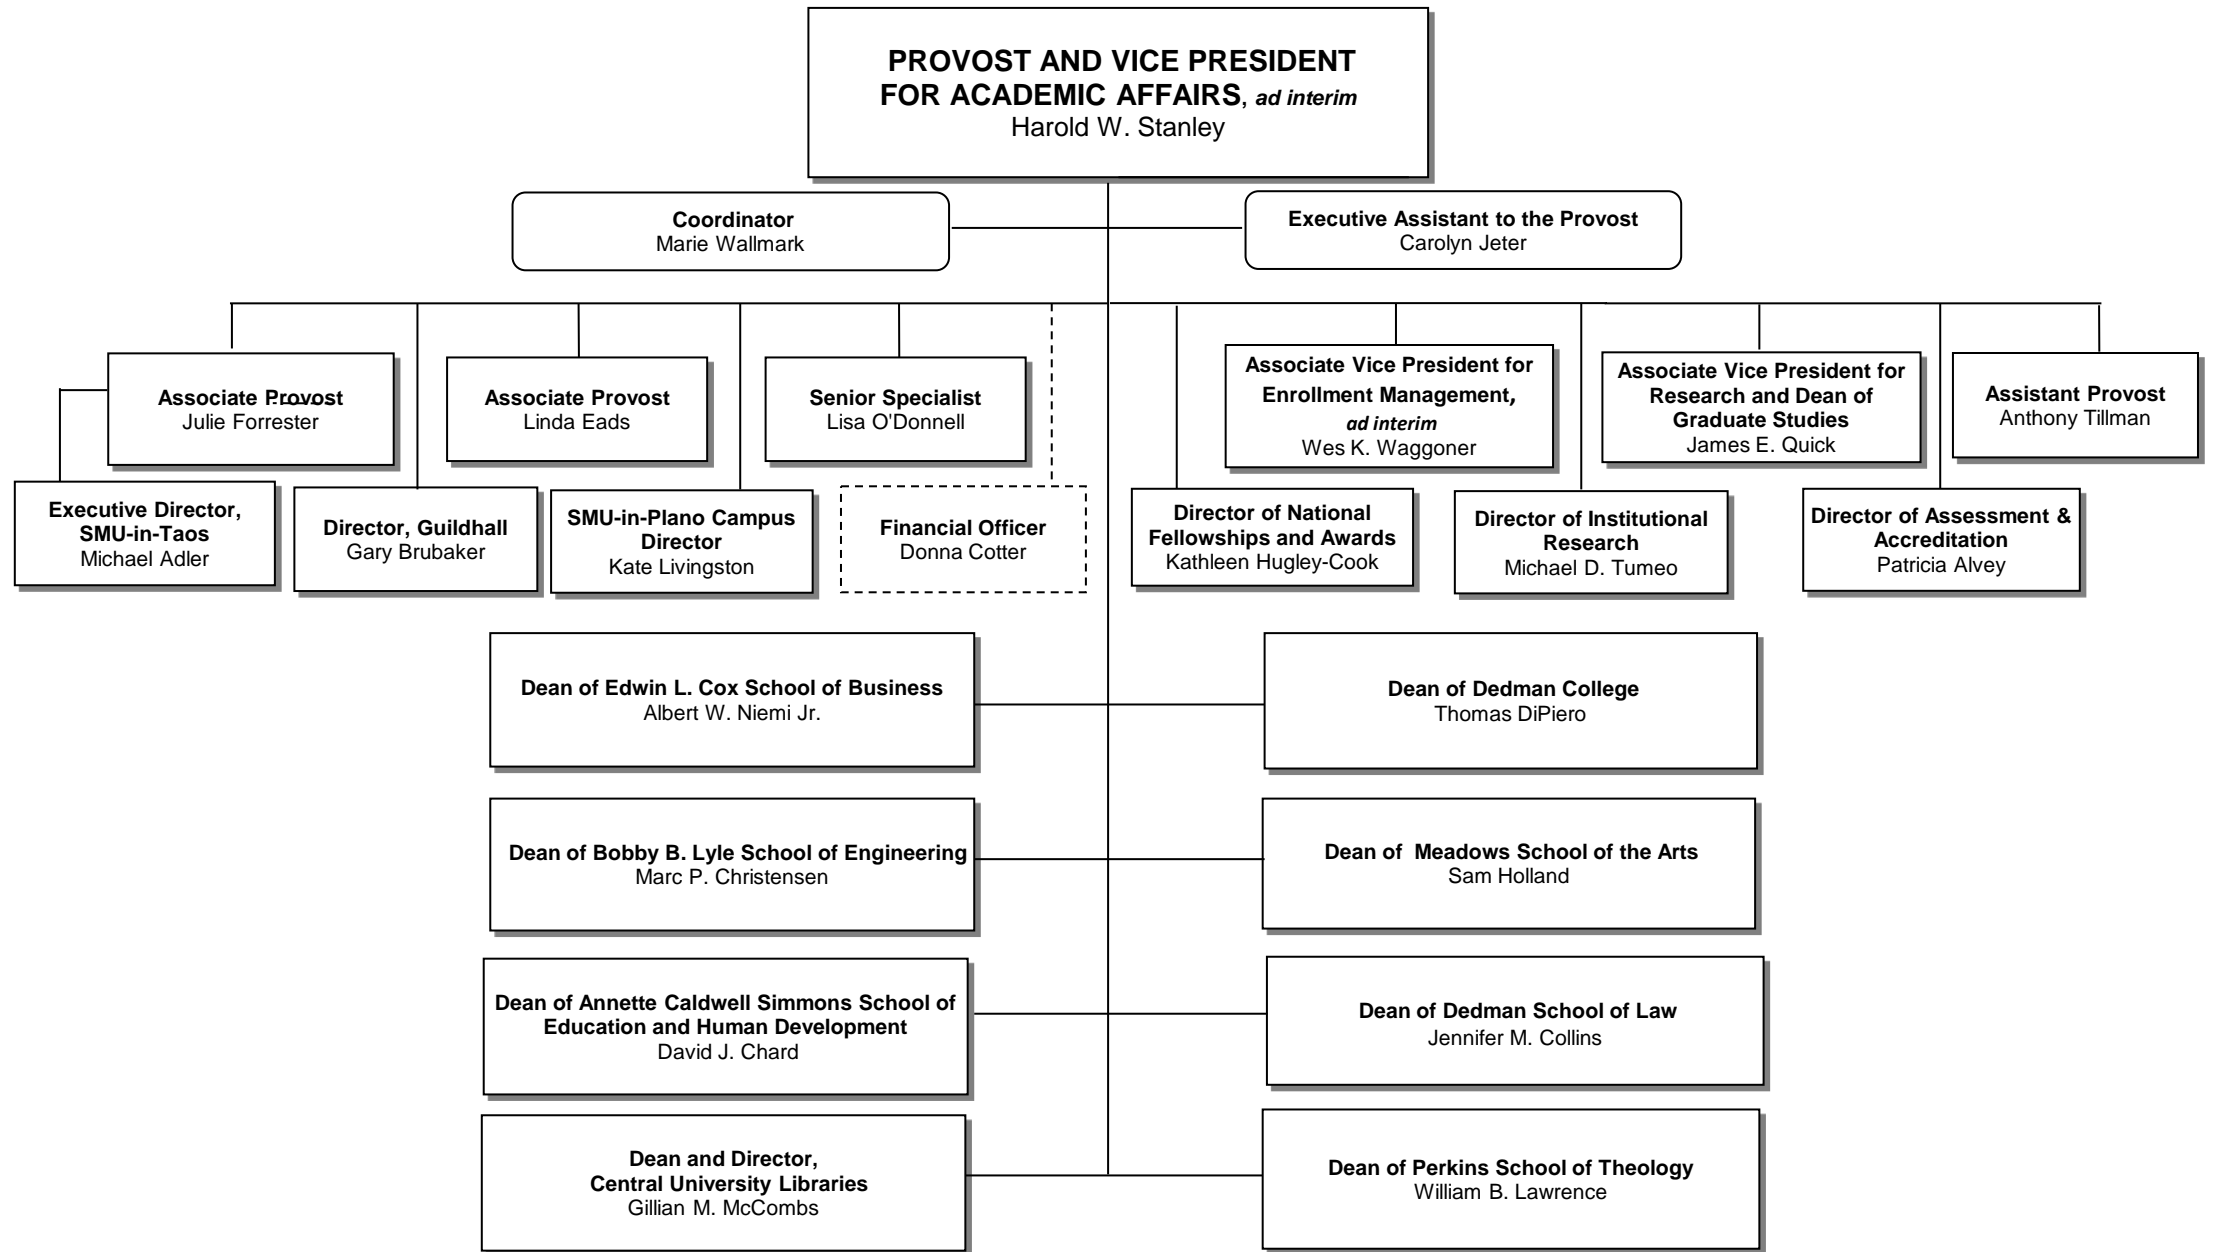 PROVOST AND VICE PRESIDENT
FOR ACADEMIC AFFAIRS, ad interim
Harold W. Stanley
Coordinator
Marie Wallmark
Executive Assistant to the Provost
Carolyn Jeter
Associate Provost
Julie Forrester
Associate Provost
Linda Eads
Senior Specialist
Lisa O'Donnell
Associate Vice President for
Enrollment Management,
ad interim
Wes K. Waggoner
Associate Vice President for
Research and Dean of
Graduate Studies
James E. Quick
Assistant Provost
Anthony Tillman
Executive Director,
SMU-in-Taos
Michael Adler
Director, Guildhall
Gary Brubaker
SMU-in-Plano Campus
Director
Kate Livingston
Financial Officer
Donna Cotter
Director of National
Fellowships and Awards
Kathleen Hugley-Cook
Director of Institutional
Research
Michael D. Tumeo
Director of Assessment &
Accreditation
Patricia Alvey
Dean of Edwin L. Cox School of Business
Albert W. Niemi Jr.
Dean of Dedman College
Thomas DiPiero
Dean of Bobby B. Lyle School of Engineering
Marc P. Christensen
Dean of Meadows School of the Arts
Sam Holland
Dean of Annette Caldwell Simmons School of
Education and Human Development
David J. Chard
Dean of Dedman School of Law
Jennifer M. Collins
Dean and Director,
Central University Libraries
Gillian M. McCombs
Dean of Perkins School of Theology
William B. Lawrence